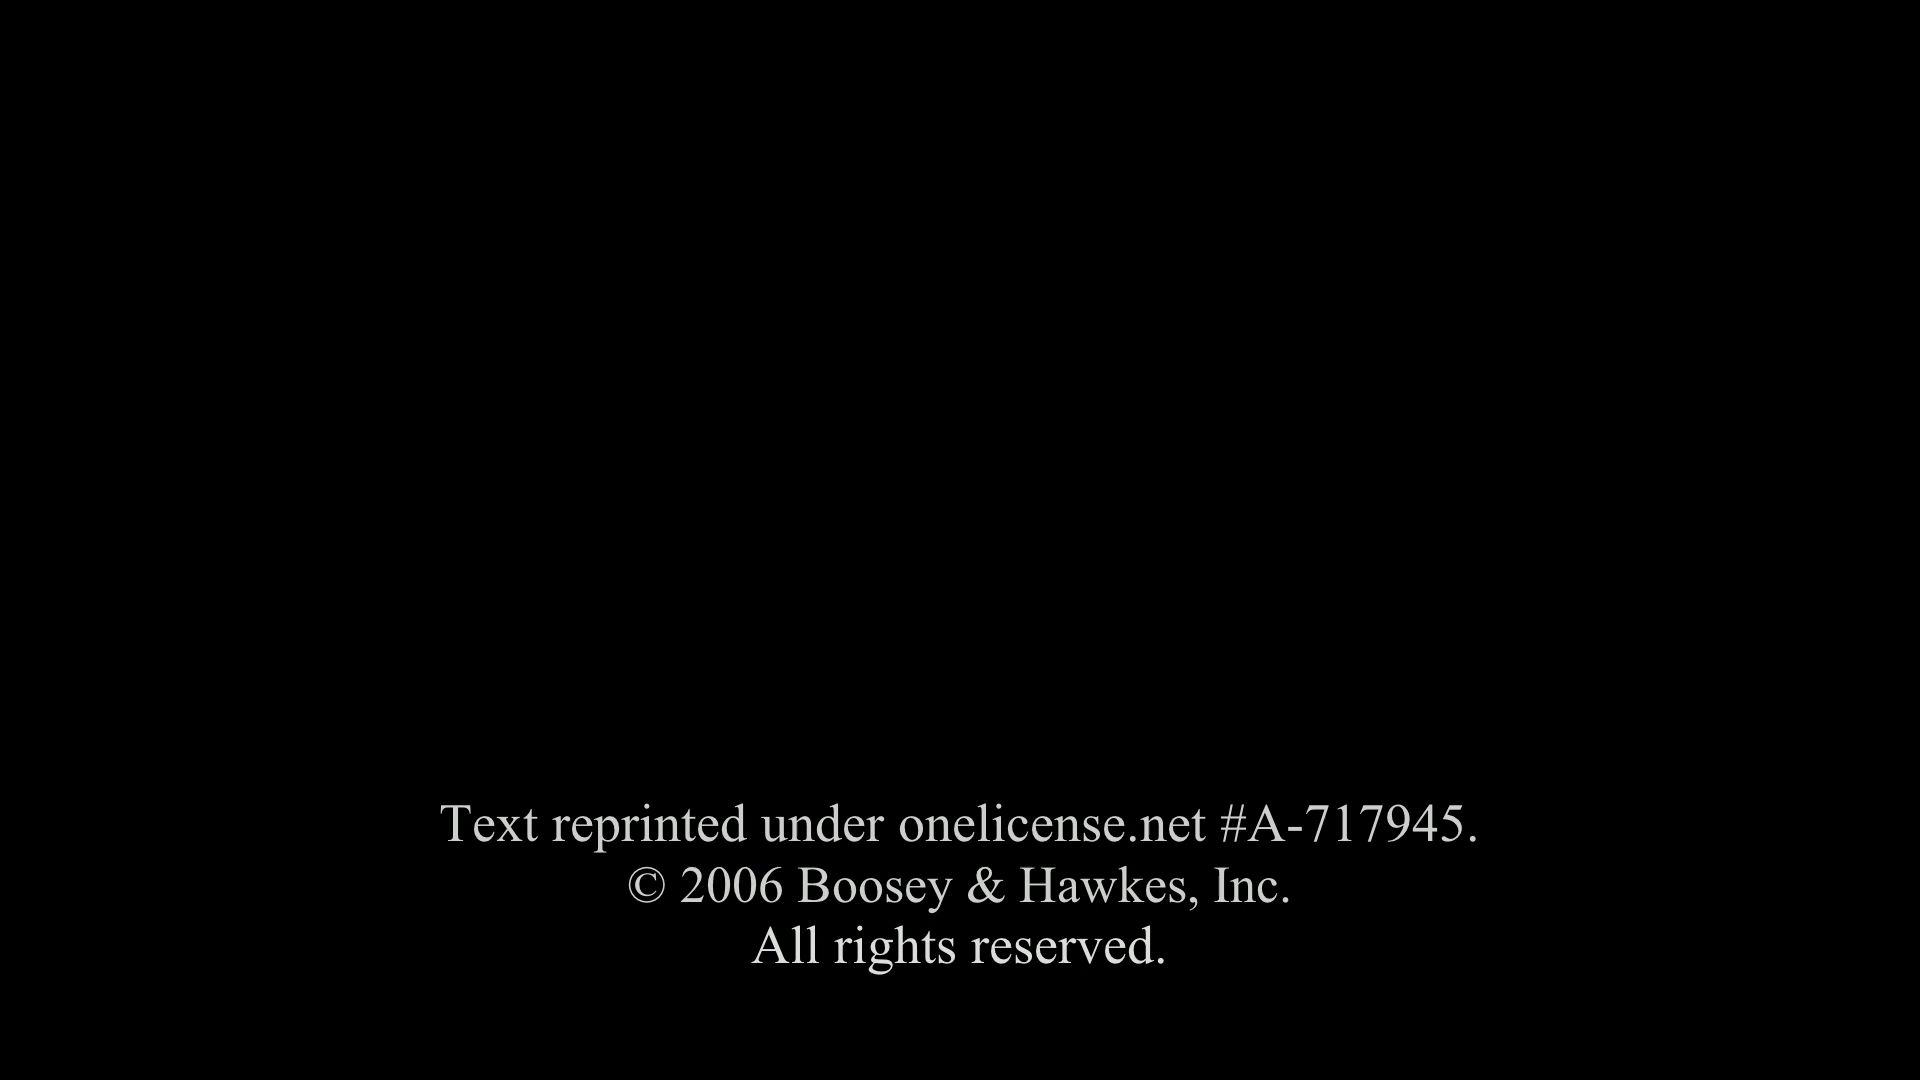 Text reprinted under onelicense.net #A-717945.
© 2006 Boosey & Hawkes, Inc.
All rights reserved.